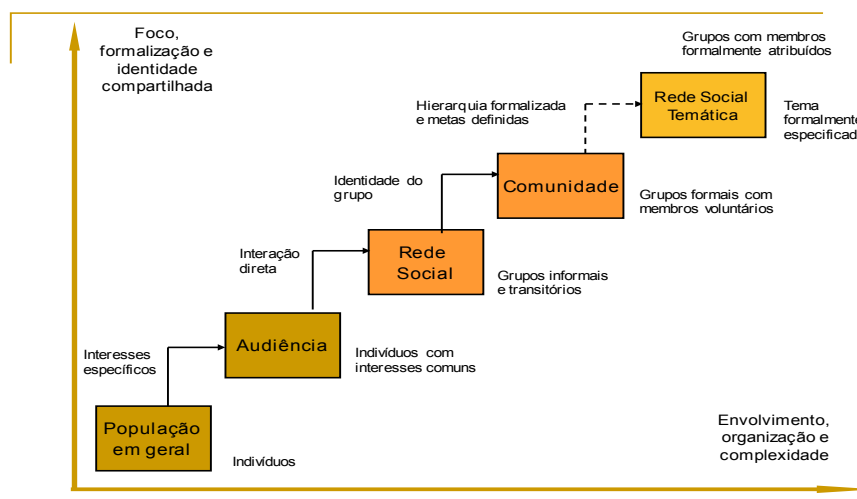 Foco,
formalização e
identidade
compartilhada
Grupos com membros
formalmente atribuídos
Rede Social
Temática
Hierarquia formalizada
e metas definidas
Tema
formalmente
especificad
Identidade do
grupo
Comunidade
Grupos formais com
membros voluntários
Interação
direta
Rede
Social
Grupos informais
e transitórios
Interesses
específicos
Audiência
Indivíduos com
interesses comuns
População
em geral
Indivíduos
Envolvimento,
organização e
complexidade